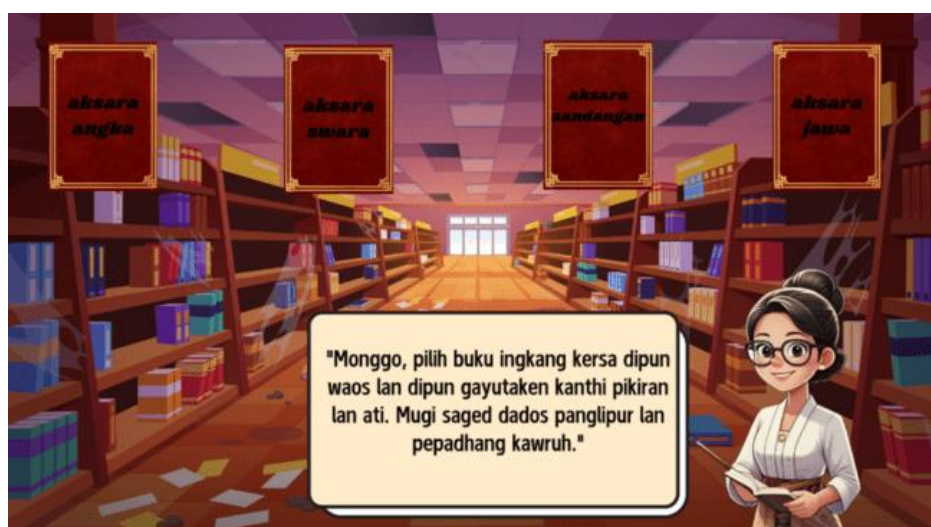 aksara
angka
aksara
swara
aksara
sandangan
aksara
jawa
"Monggo, pilih buku ingkang kersa dipun
waos lan dipun gayutaken kanthi pikiran
lan ati. Mugi saged dados panglipur lan
pepadhang kawruh."